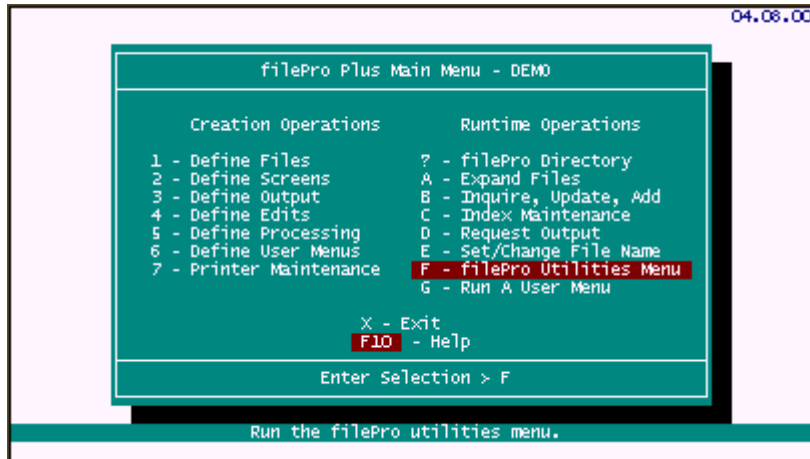 04.08.00
filePro Plus Main Menu - DEMO
Creation Operations Runtime Operations
1 - Define Files ? - filePro Directory
2 - Define Screens A - Expand Files
3 - Define Output B - Inquire, Update, Add
4 - Define Edits C - Index Maintenance
5 - Define Processing D - Request Output
6 - Define User Menus E - Set/Change File Name
7 - Printer Maintenance F - filePro Utilities Menu
G - Run A User Menu
X - Exit
F10 - Help
Enter Selection > F
Run the filePro utilities menu.